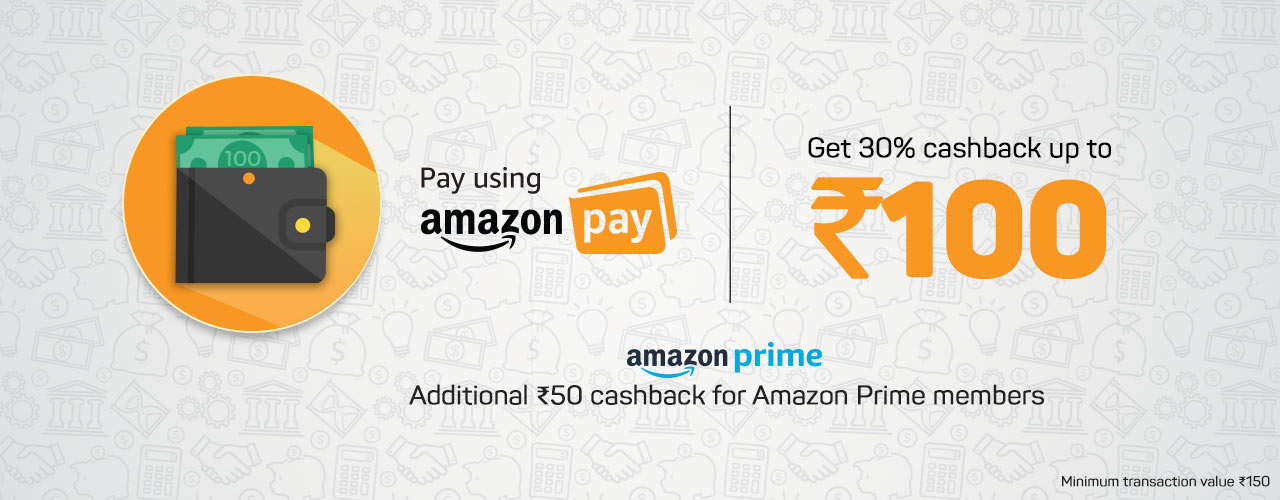 100
Pay using
amazon pay
Get 30% cashback up to
₹100
amazon prime
Additional ₹50 cashback for Amazon Prime members
Minimum transaction value ₹150